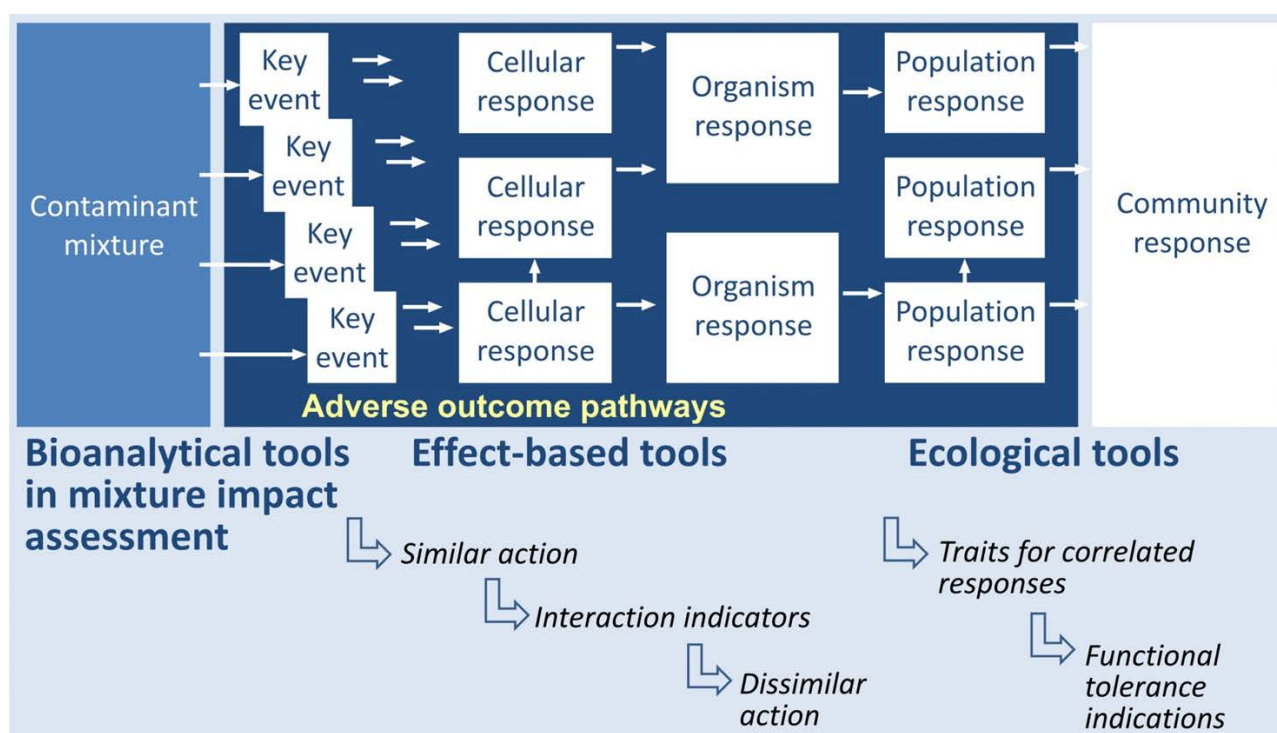 Contaminant
mixture
Key
event
Key
event
Key
event
Key
event
Cellular
response
Cellular
response
Cellular
response
Organism
response
Organism
response
Population
response
Population
response
Population
response
Community
response
Adverse outcome pathways
Bioanalytical tools
in mixture impact
assessment
Effect-based tools
Similar action
Interaction indicators
Dissimilar
action
Ecological tools
Traits for correlated
responses
Functional
tolerance
indications